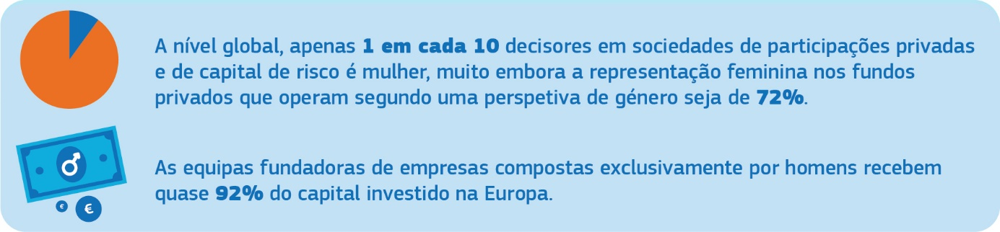 A nível global, apenas 1 em cada 10 decisores em sociedades de participações privadas
e de capital de risco é mulher, muito embora a representação feminina nos fundos
privados que operam segundo uma perspetiva de género seja de 72%.
As equipas fundadoras de empresas compostas exclusivamente por homens recebem
quase 92% do capital investido na Europa.
€ €